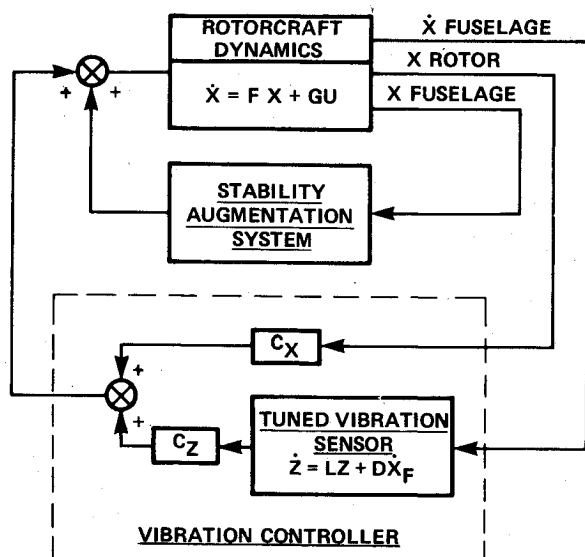 ROTORCRAFT
DYNAMICS
Ẋ = F X + GU
Ẋ FUSELAGE
X ROTOR
X FUSELAGE
+
+
STABILITY
AUGMENTATION
SYSTEM
C_X
+
+
C_Z
TUNED VIBRATION
SENSOR
Ż = LZ + DẊ_F
VIBRATION CONTROLLER